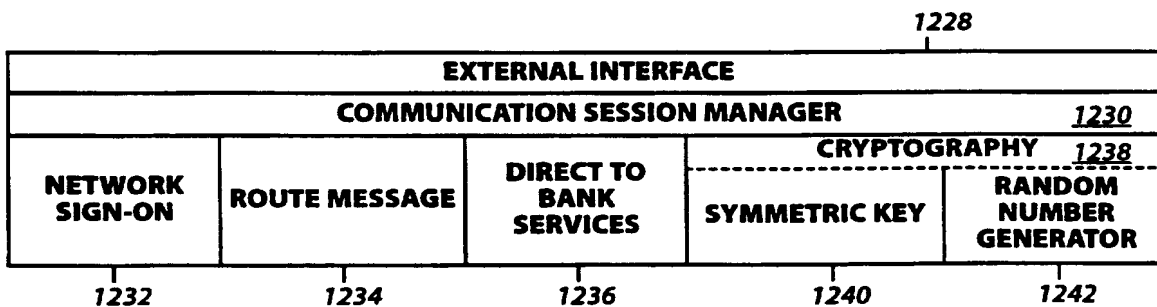 1228
EXTERNAL INTERFACE
COMMUNICATION SESSION MANAGER 1230
NETWORK
SIGN-ON
ROUTE MESSAGE
DIRECT TO
BANK
SERVICES
CRYPTOGRAPHY 1238
SYMMETRIC KEY
RANDOM
NUMBER
GENERATOR
1232
1234
1236
1240
1242